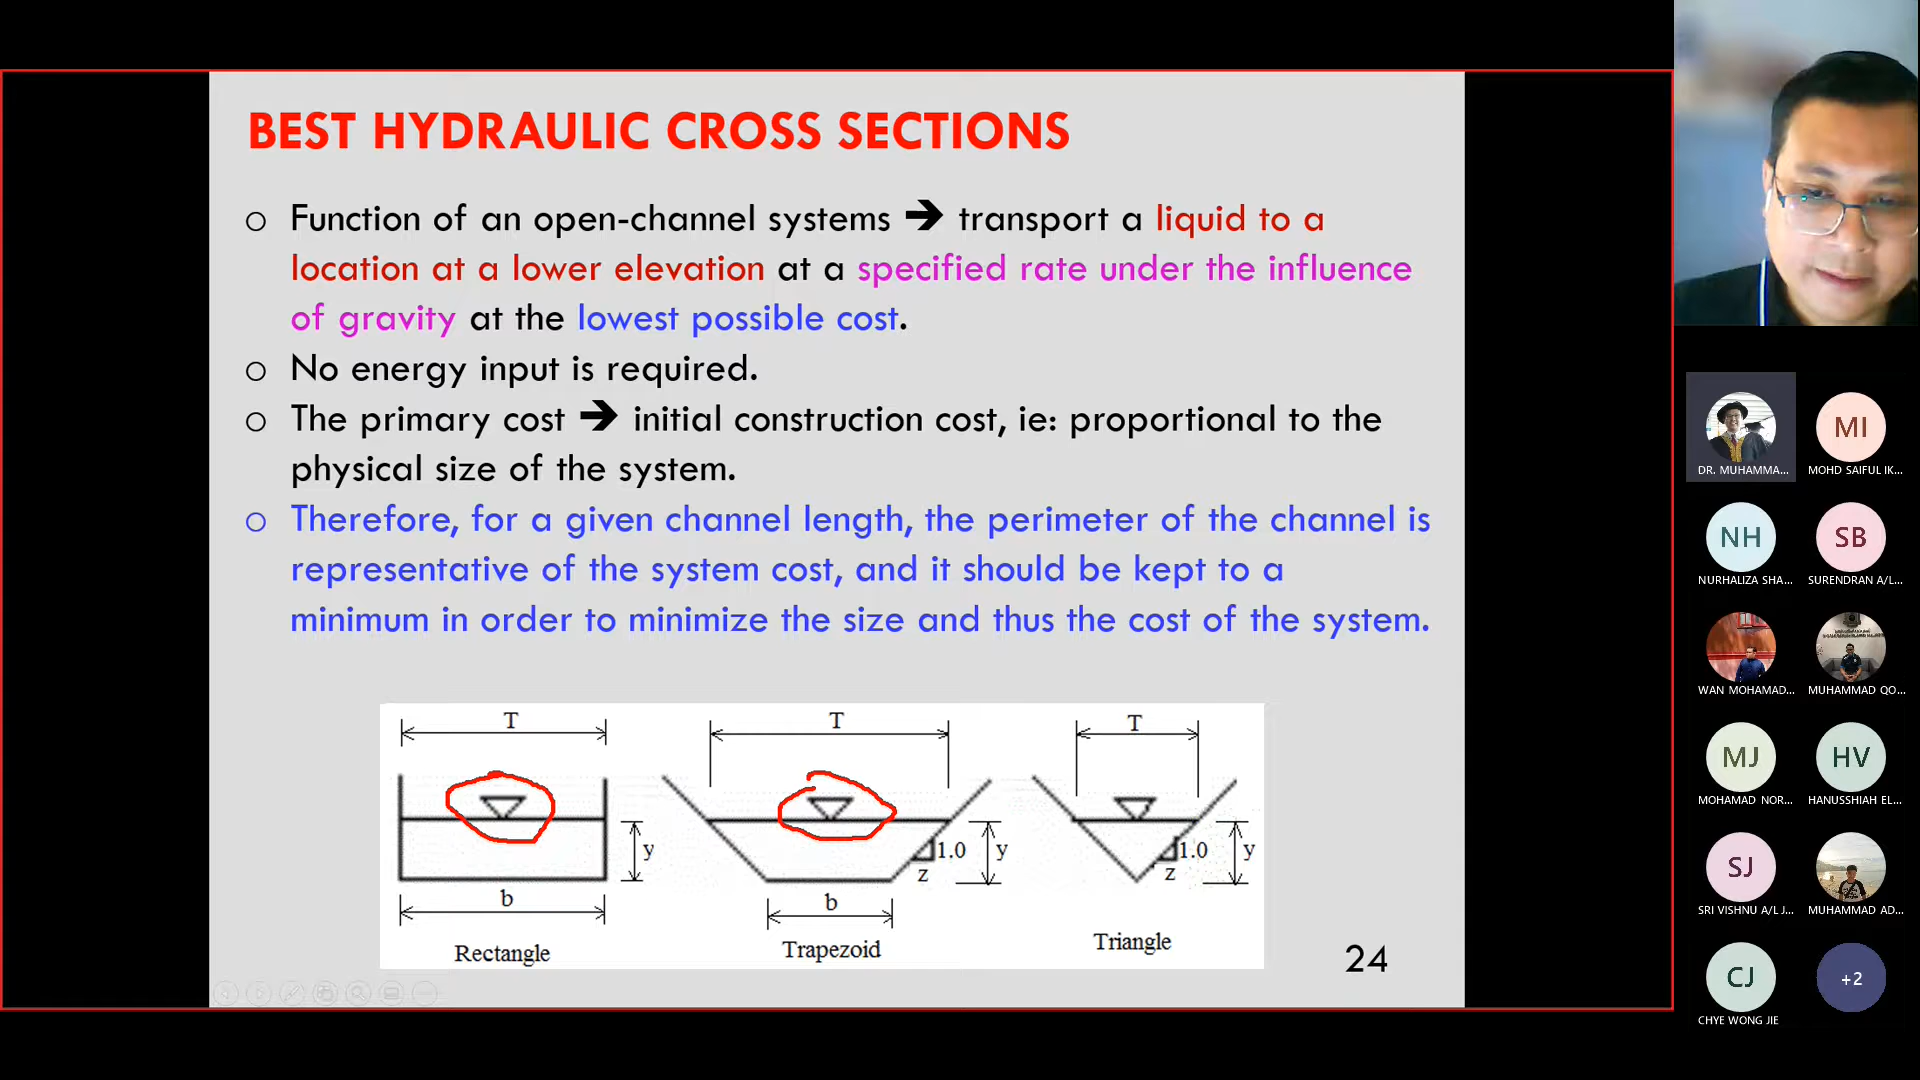 BEST HYDRAULIC CROSS SECTIONS
o Function of an open-channel systems ➔ transport a liquid to a
location at a lower elevation at a specified rate under the influence
of gravity at the lowest possible cost.
o No energy input is required.
o The primary cost ➔ initial construction cost, ie: proportional to the
physical size of the system.
o Therefore, for a given channel length, the perimeter of the channel is
representative of the system cost, and it should be kept to a
minimum in order to minimize the size and thus the cost of the system.
T
y
b
Rectangle
T
1.0
z
y
b
Trapezoid
T
1.0
z
y
Triangle
24
DR. MUHAMMA...
MI
MOHD SAIFUL IK...
NH
NURHALIZA SHA...
SB
SURENDRAN A/L...
WAN MOHAMAD...
MUHAMMAD QO...
MJ
MOHAMAD NOR...
HV
HANUSSHIAH EL...
SJ
SRI VISHNU A/L J...
MUHAMMAD AD...
CJ
CHYE WONG JIE
+2